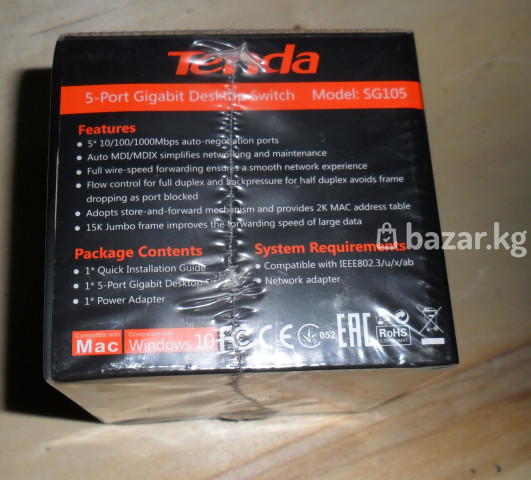 Tenda
5-Port Gigabit Desktop Switch Model: SG105
Features
5* 10/100/1000Mbps auto-negotiation ports
Auto MDI/MDIX simplifies networking and maintenance
Full wire-speed forwarding ensures a smooth network experience
Flow control for full duplex and backpressure for half duplex avoids frame
dropping as port blocked
Adopts store-and-forward mechanism and provides 2K MAC address table
15K Jumbo frame improves the forwarding speed of large data
Package Contents
1* Quick Installation Guide
1* 5-Port Gigabit Desktop Switch
1* Power Adapter
System Requirements
Compatible with IEEE802.3/u/x/ab
Network adapter
bazar.kg
Compatible with
Mac
Compatible with
Windows 10
FC CE 052 EAC
RoHS
COMPLIANT